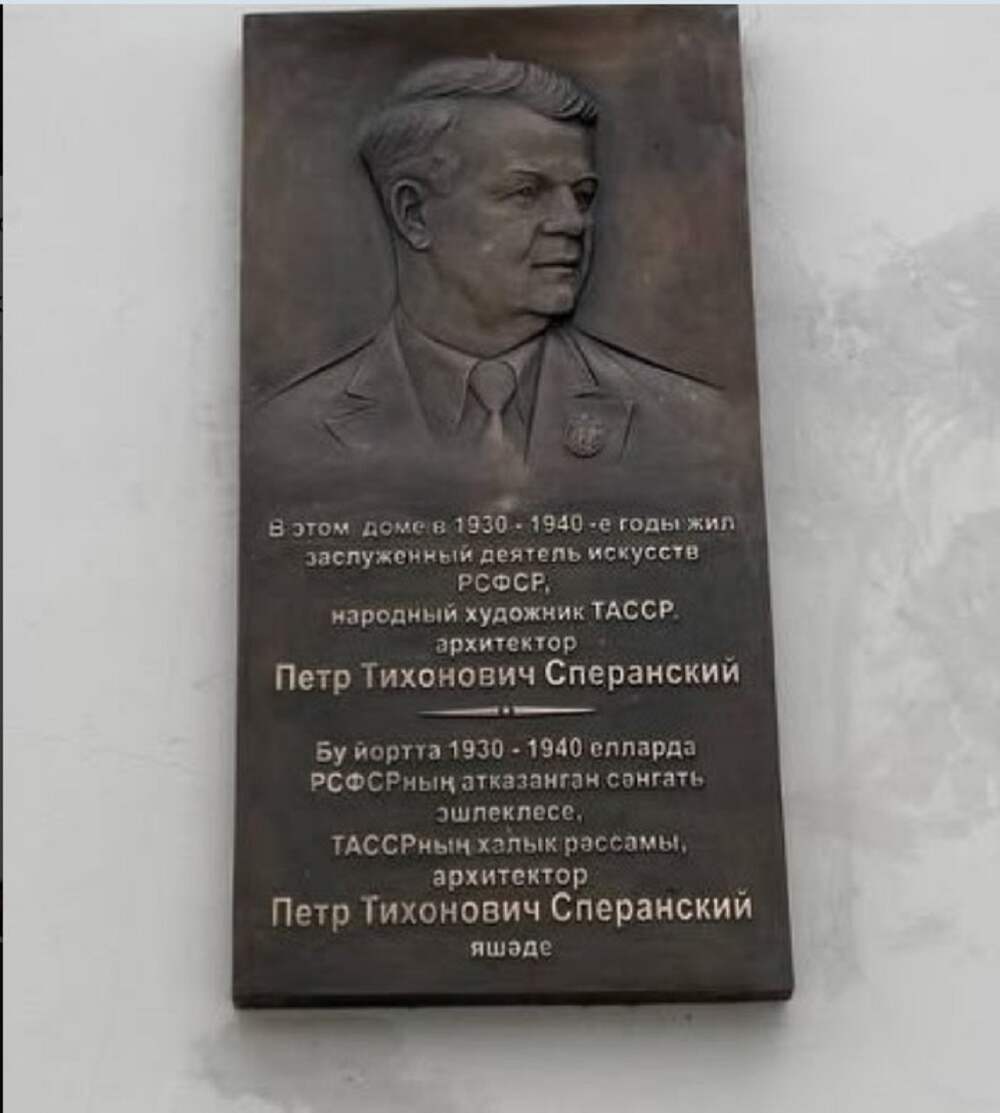 В этом доме в 1930 - 1940 -е годы жил
заслуженный деятель искусств
РСФСР,
народный художник ТАССР.
архитектор
Петр Тихонович Сперанский
Бу йортта 1930 - 1940 елларда
РСФСРның атказанган сәнгать
эшлеклесе,
ТАССРның халык рәссамы,
архитектор
Петр Тихонович Сперанский
яшәде